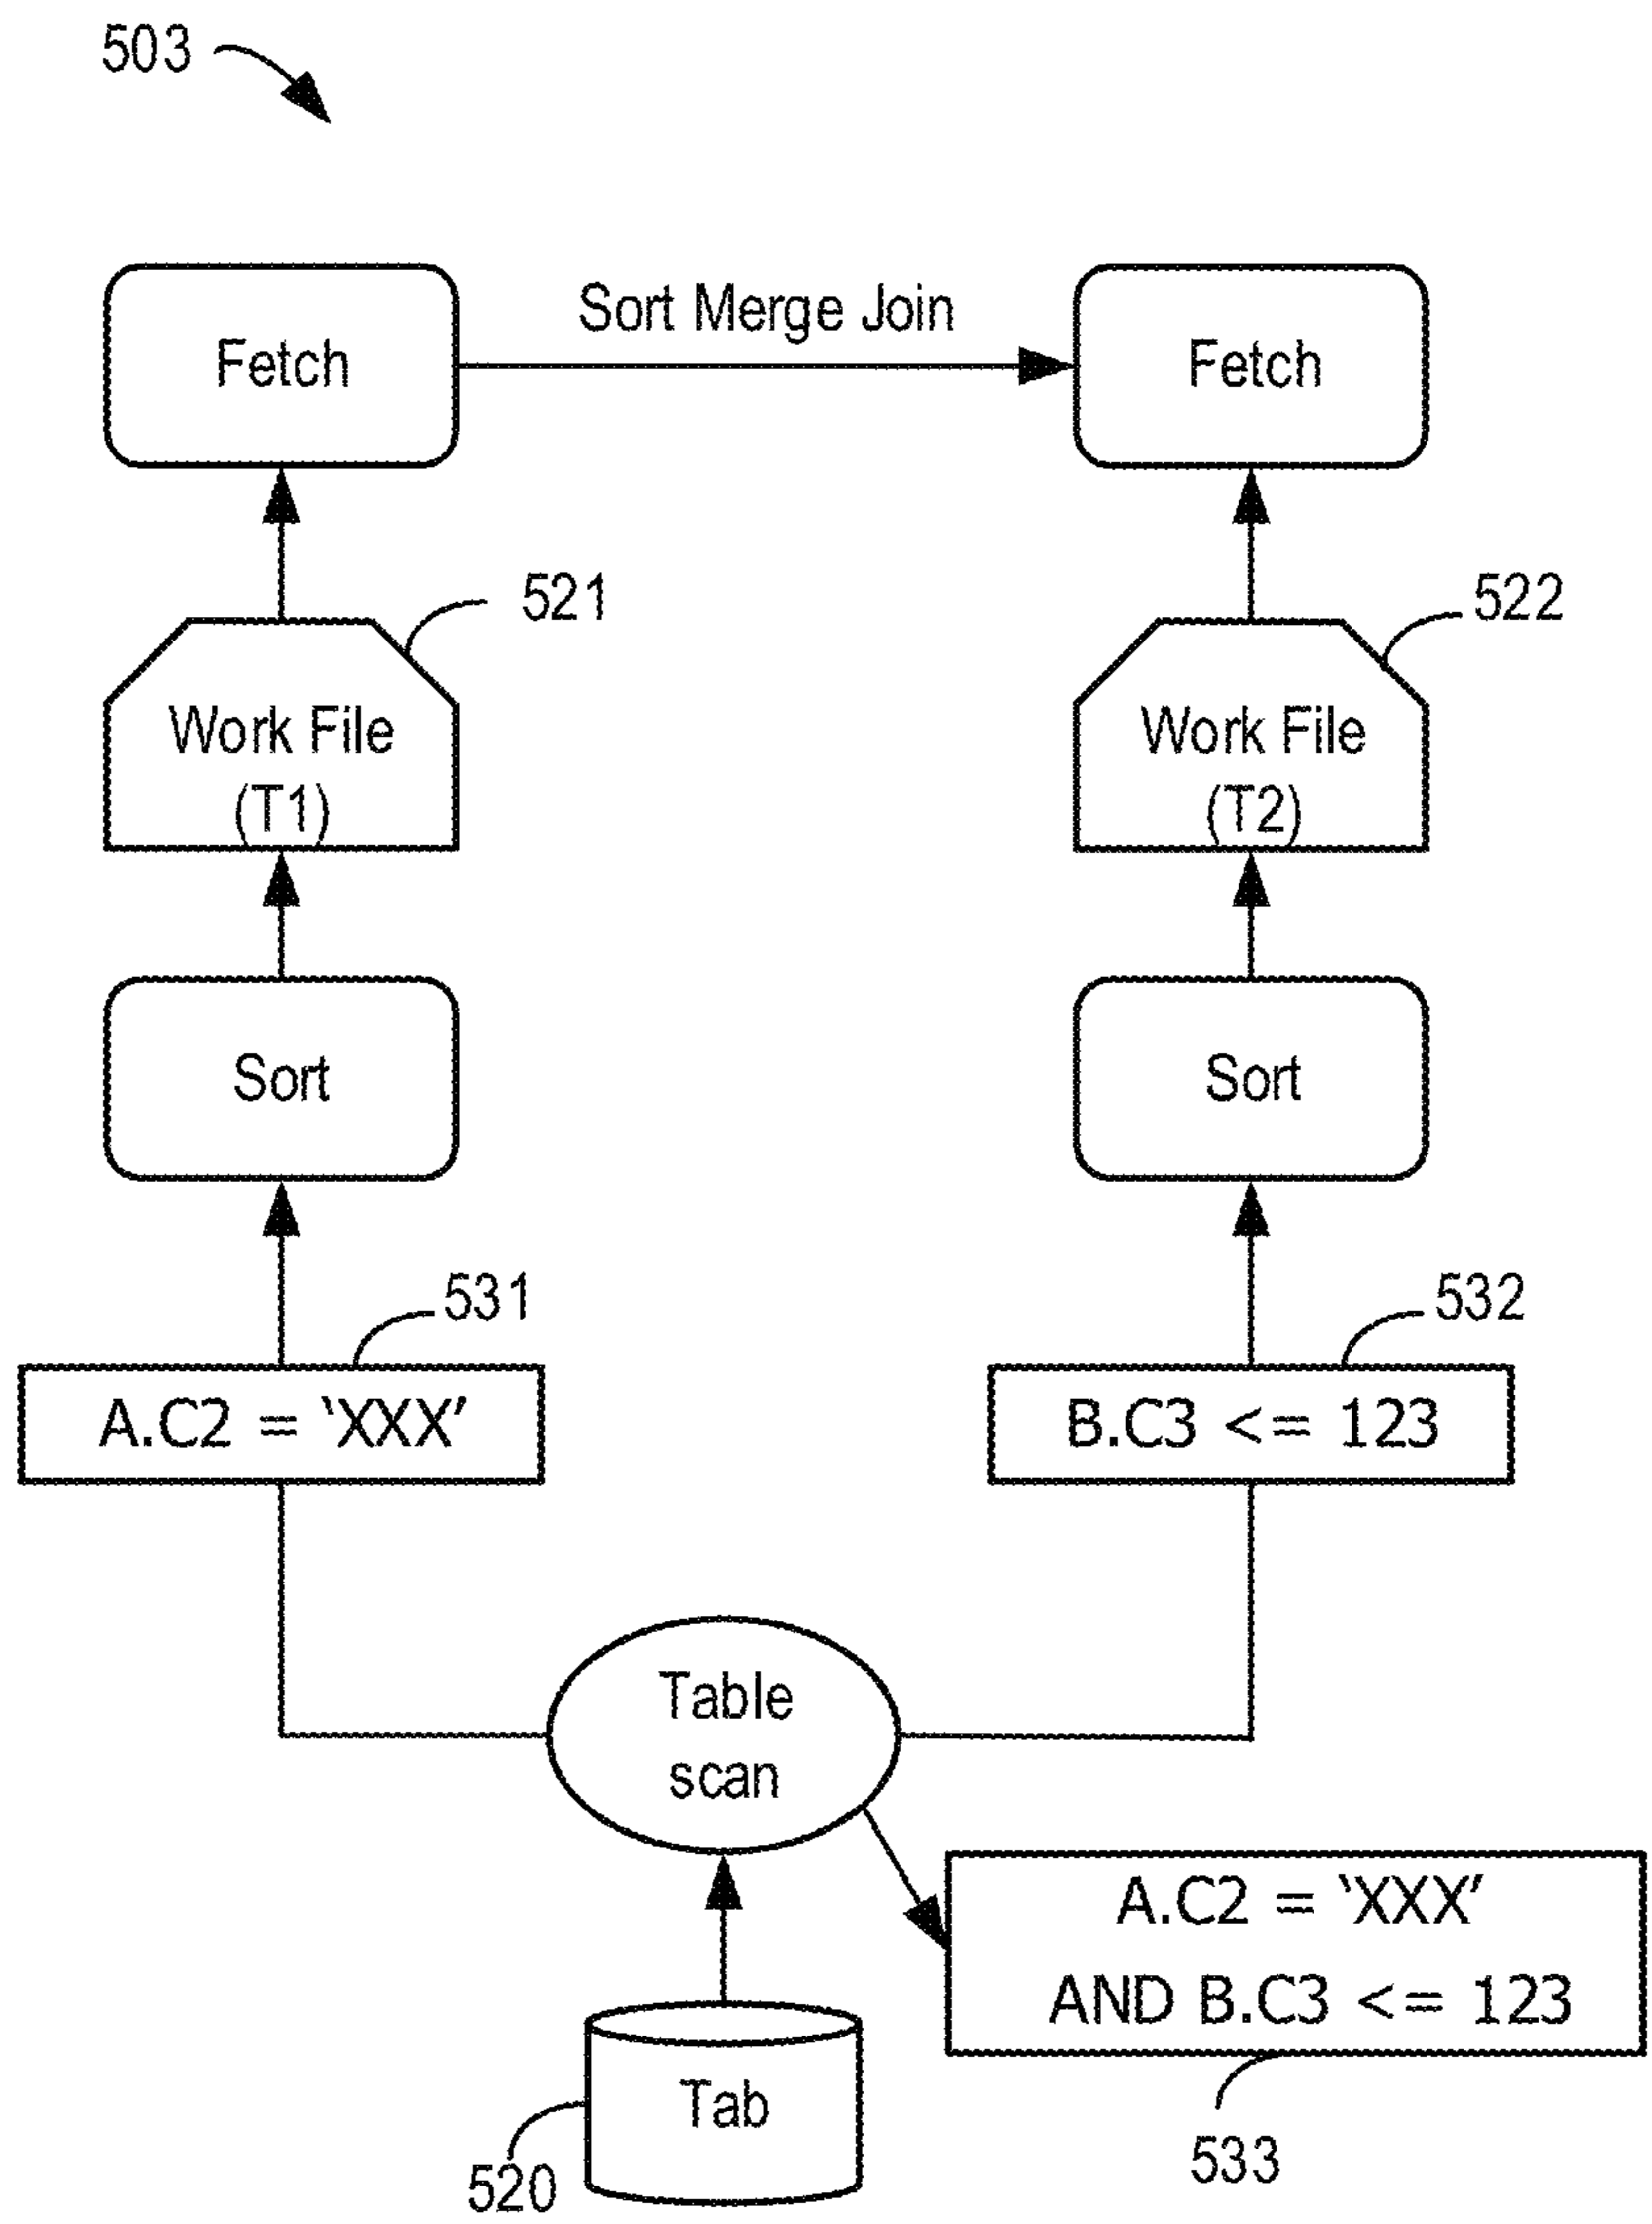 503
Sort Merge Join
Fetch
Fetch
521
522
Work File
(T1)
Work File
(T2)
Sort
Sort
531
532
A.C2 = ‘XXX’
B.C3 <= 123
Table
scan
A.C2 = ‘XXX’
AND B.C3 <= 123
Tab
533
520